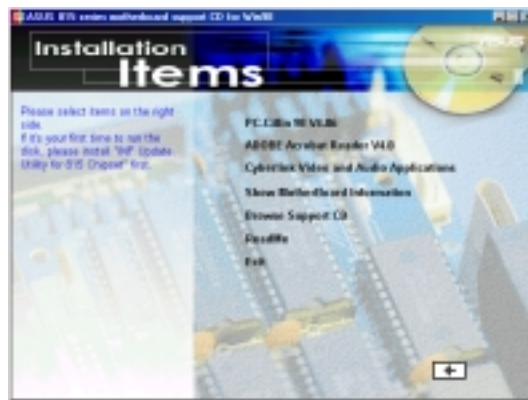 ASUS 815 series motherboard support CD for Win98
Installation
Items
Please select items on the right
side.
If it's your first time to run the
disk, please install "INF Update
Utility for 815 Chipset" first.
PC-Cillin 98 V6.06
ADOBE Acrobat Reader V4.0
Cyberlink Video and Audio Applications
Show Motherboard Information
Browse Support CD
ReadMe
Exit